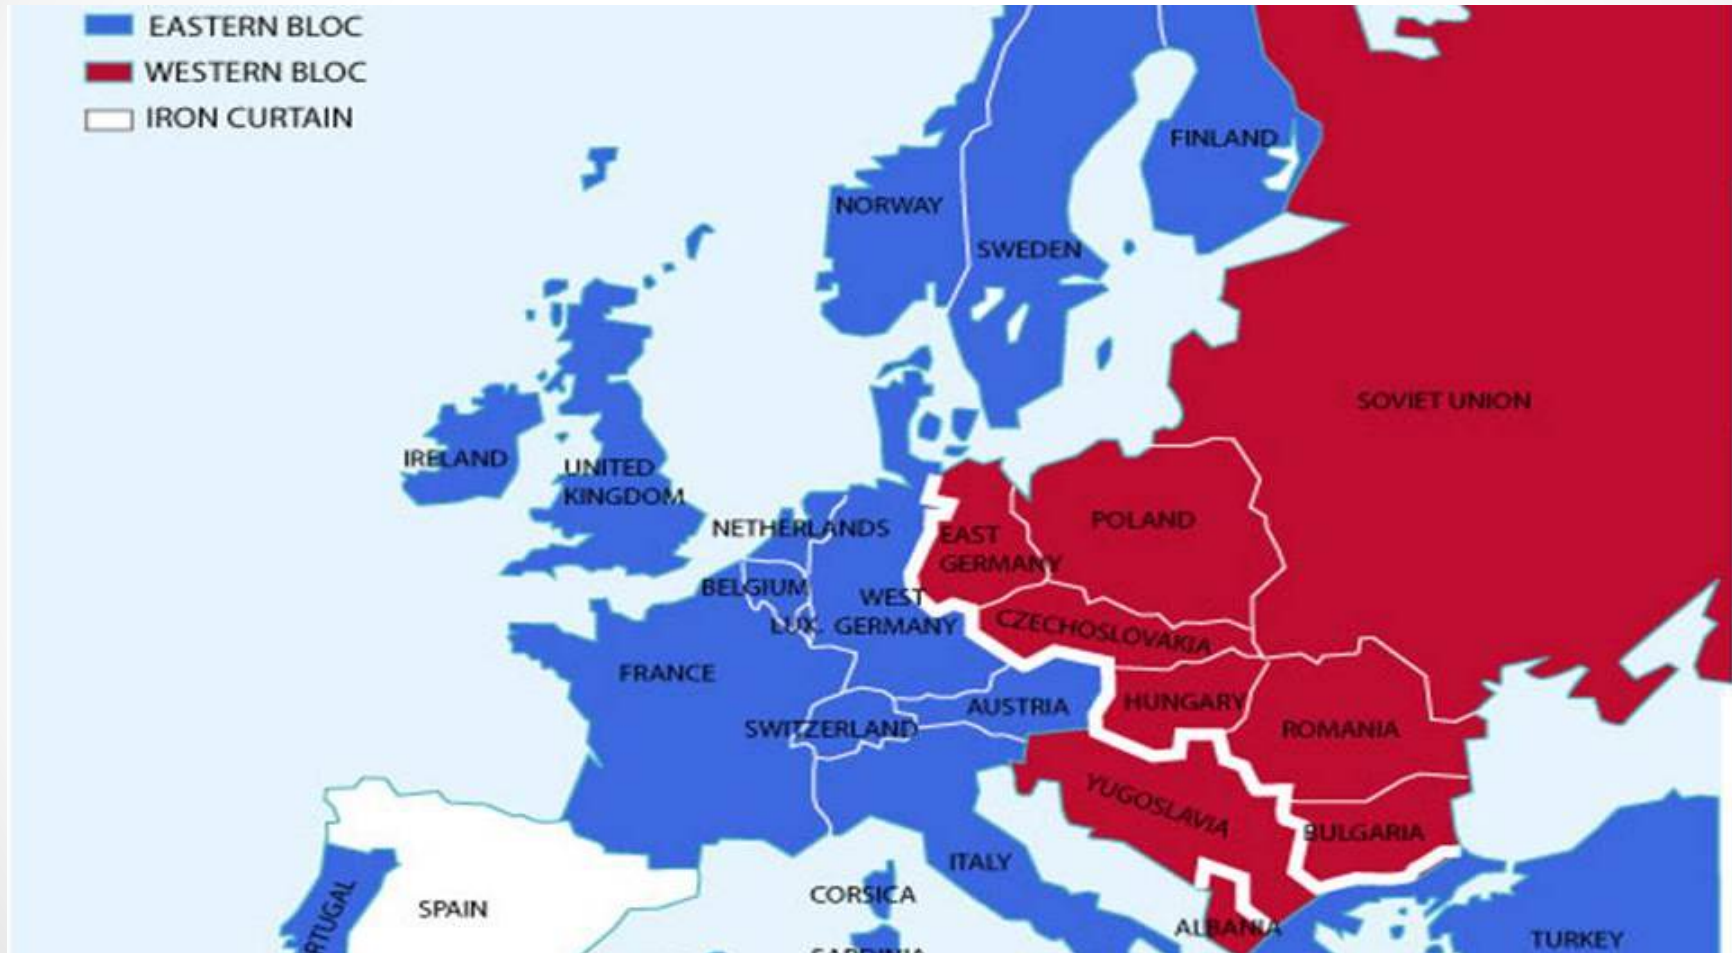 EASTERN BLOC
WESTERN BLOC
IRON CURTAIN
FINLAND
NORWAY
SWEDEN
SOVIET UNION
IRELAND
UNITED
KINGDOM
NETHERLANDS
POLAND
EAST
GERMANY
BELGIUM
WEST
GERMANY
LUX.
CZECHOSLOVAKIA
FRANCE
AUSTRIA
HUNGARY
SWITZERLAND
ROMANIA
YUGOSLAVIA
BULGARIA
ITALY
CORSICA
SPAIN
RTUGAL
ALBANIA
TURKEY